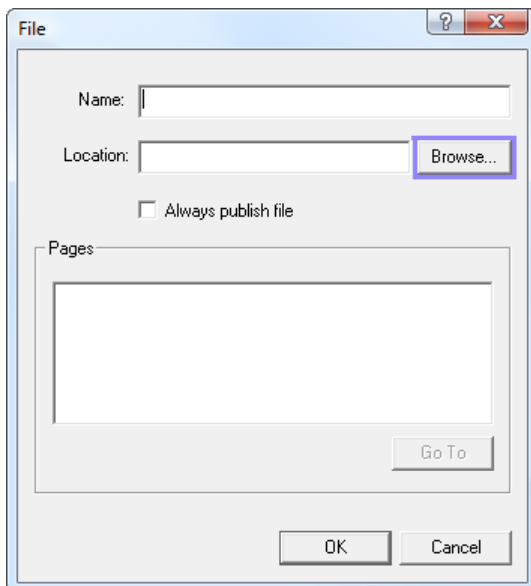 File
Name:
Location: Browse...
Always publish file
Pages
Go To
OK Cancel